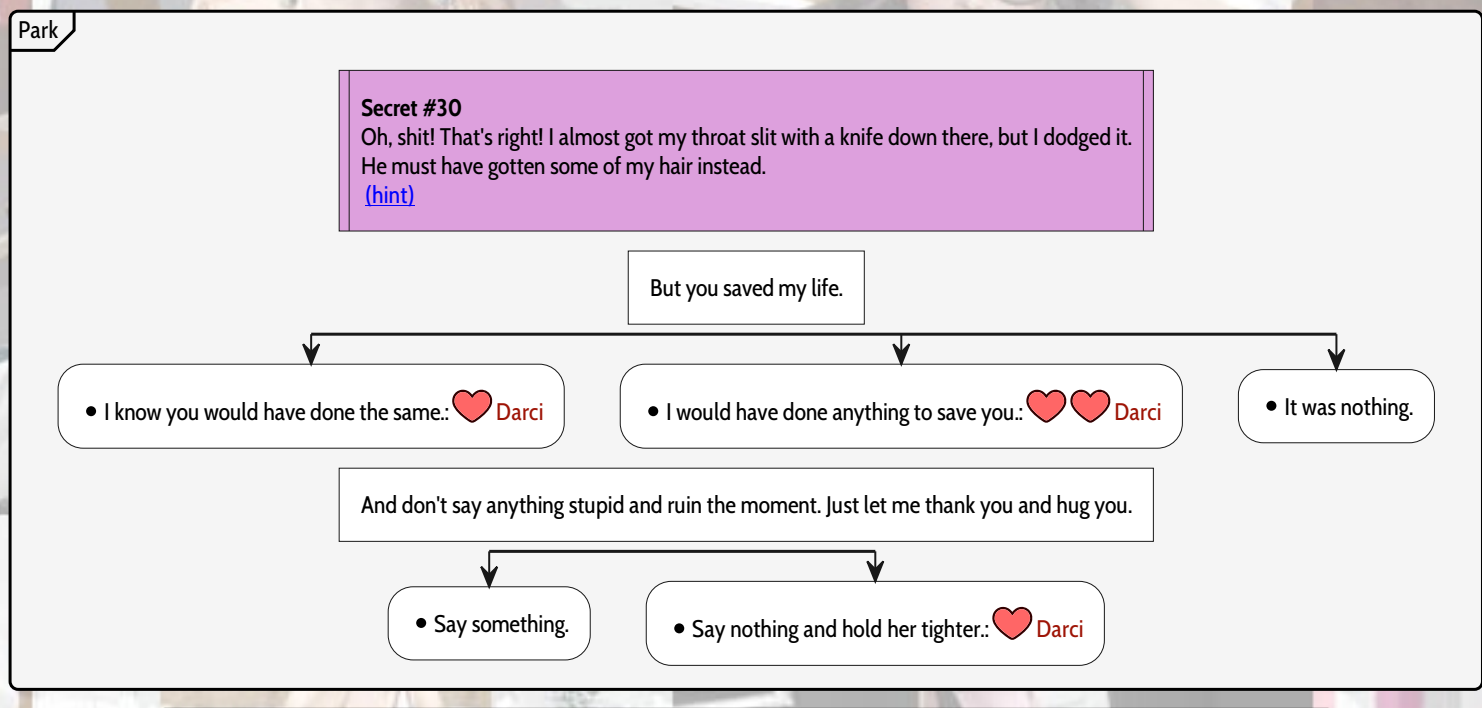 Park
Secret #30
Oh, shit! That's right! I almost got my throat slit with a knife down there, but I dodged it.
He must have gotten some of my hair instead.
(hint)
But you saved my life.
• I know you would have done the same.: Darci
• I would have done anything to save you.: Darci
• It was nothing.
And don't say anything stupid and ruin the moment. Just let me thank you and hug you.
• Say something.
• Say nothing and hold her tighter.: Darci